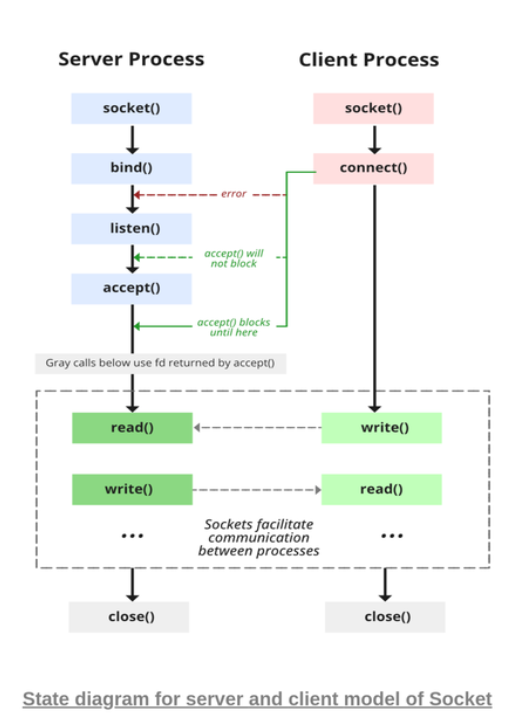 Server Process
Client Process
socket()
socket()
bind()
connect()
error
listen()
accept() will
not block
accept()
accept() blocks
until here
Gray calls below use fd returned by accept()
read()
write()
write()
read()
...
Sockets facilitate
communication
between processes
...
close()
close()
State diagram for server and client model of Socket